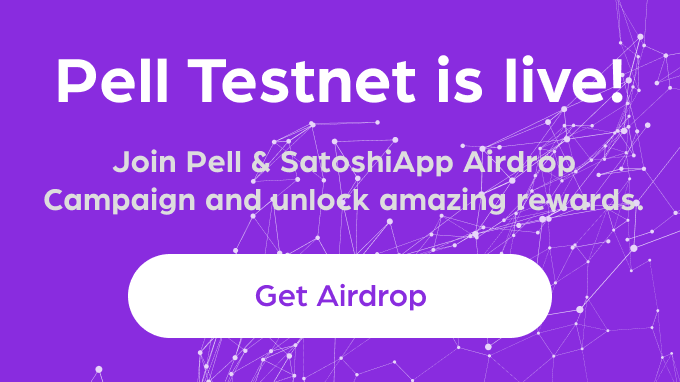 Pell Testnet is live!
Join Pell & SatoshiApp Airdrop
Campaign and unlock amazing rewards.
Get Airdrop